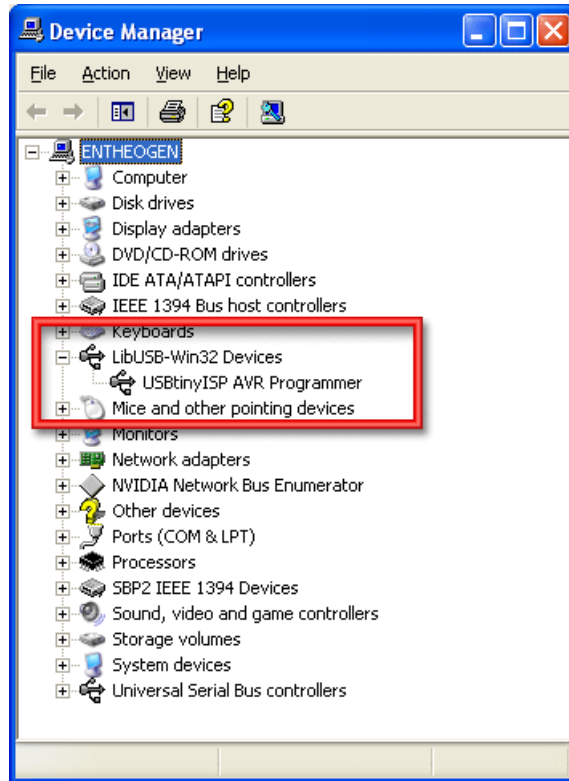 Device Manager
File Action View Help
ENTHEOGEN
Computer
Disk drives
Display adapters
DVD/CD-ROM drives
IDE ATA/ATAPI controllers
IEEE 1394 Bus host controllers
Keyboards
LibUSB-Win32 Devices
USBtinyISP AVR Programmer
Mice and other pointing devices
Monitors
Network adapters
NVIDIA Network Bus Enumerator
Other devices
Ports (COM & LPT)
Processors
SBP2 IEEE 1394 Devices
Sound, video and game controllers
Storage volumes
System devices
Universal Serial Bus controllers